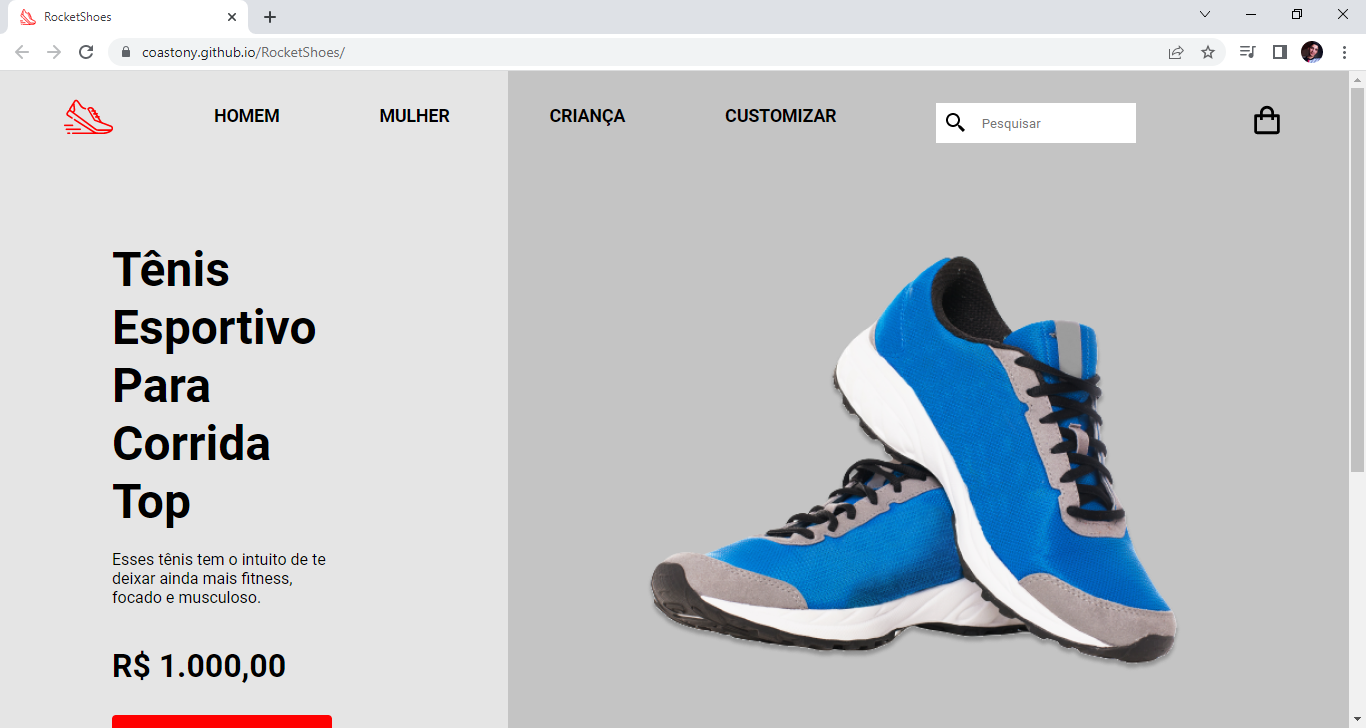 RocketShoes
coastony.github.io/RocketShoes/
HOMEM MULHER CRIANÇA CUSTOMIZAR Pesquisar
Tênis
Esportivo
Para
Corrida
Top
Esses tênis tem o intuito de te
deixar ainda mais fitness,
focado e musculoso.
R$ 1.000,00